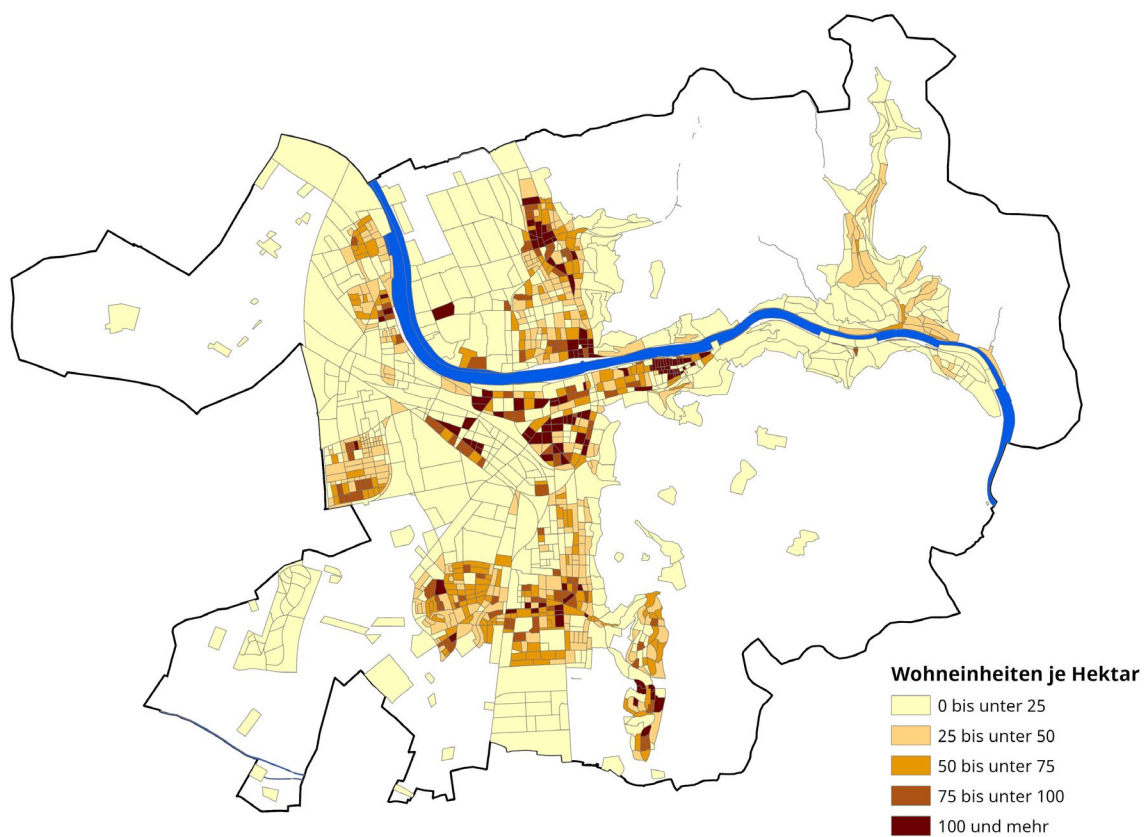 Wohneinheiten je Hektar
0 bis unter 25
25 bis unter 50
50 bis unter 75
75 bis unter 100
100 und mehr